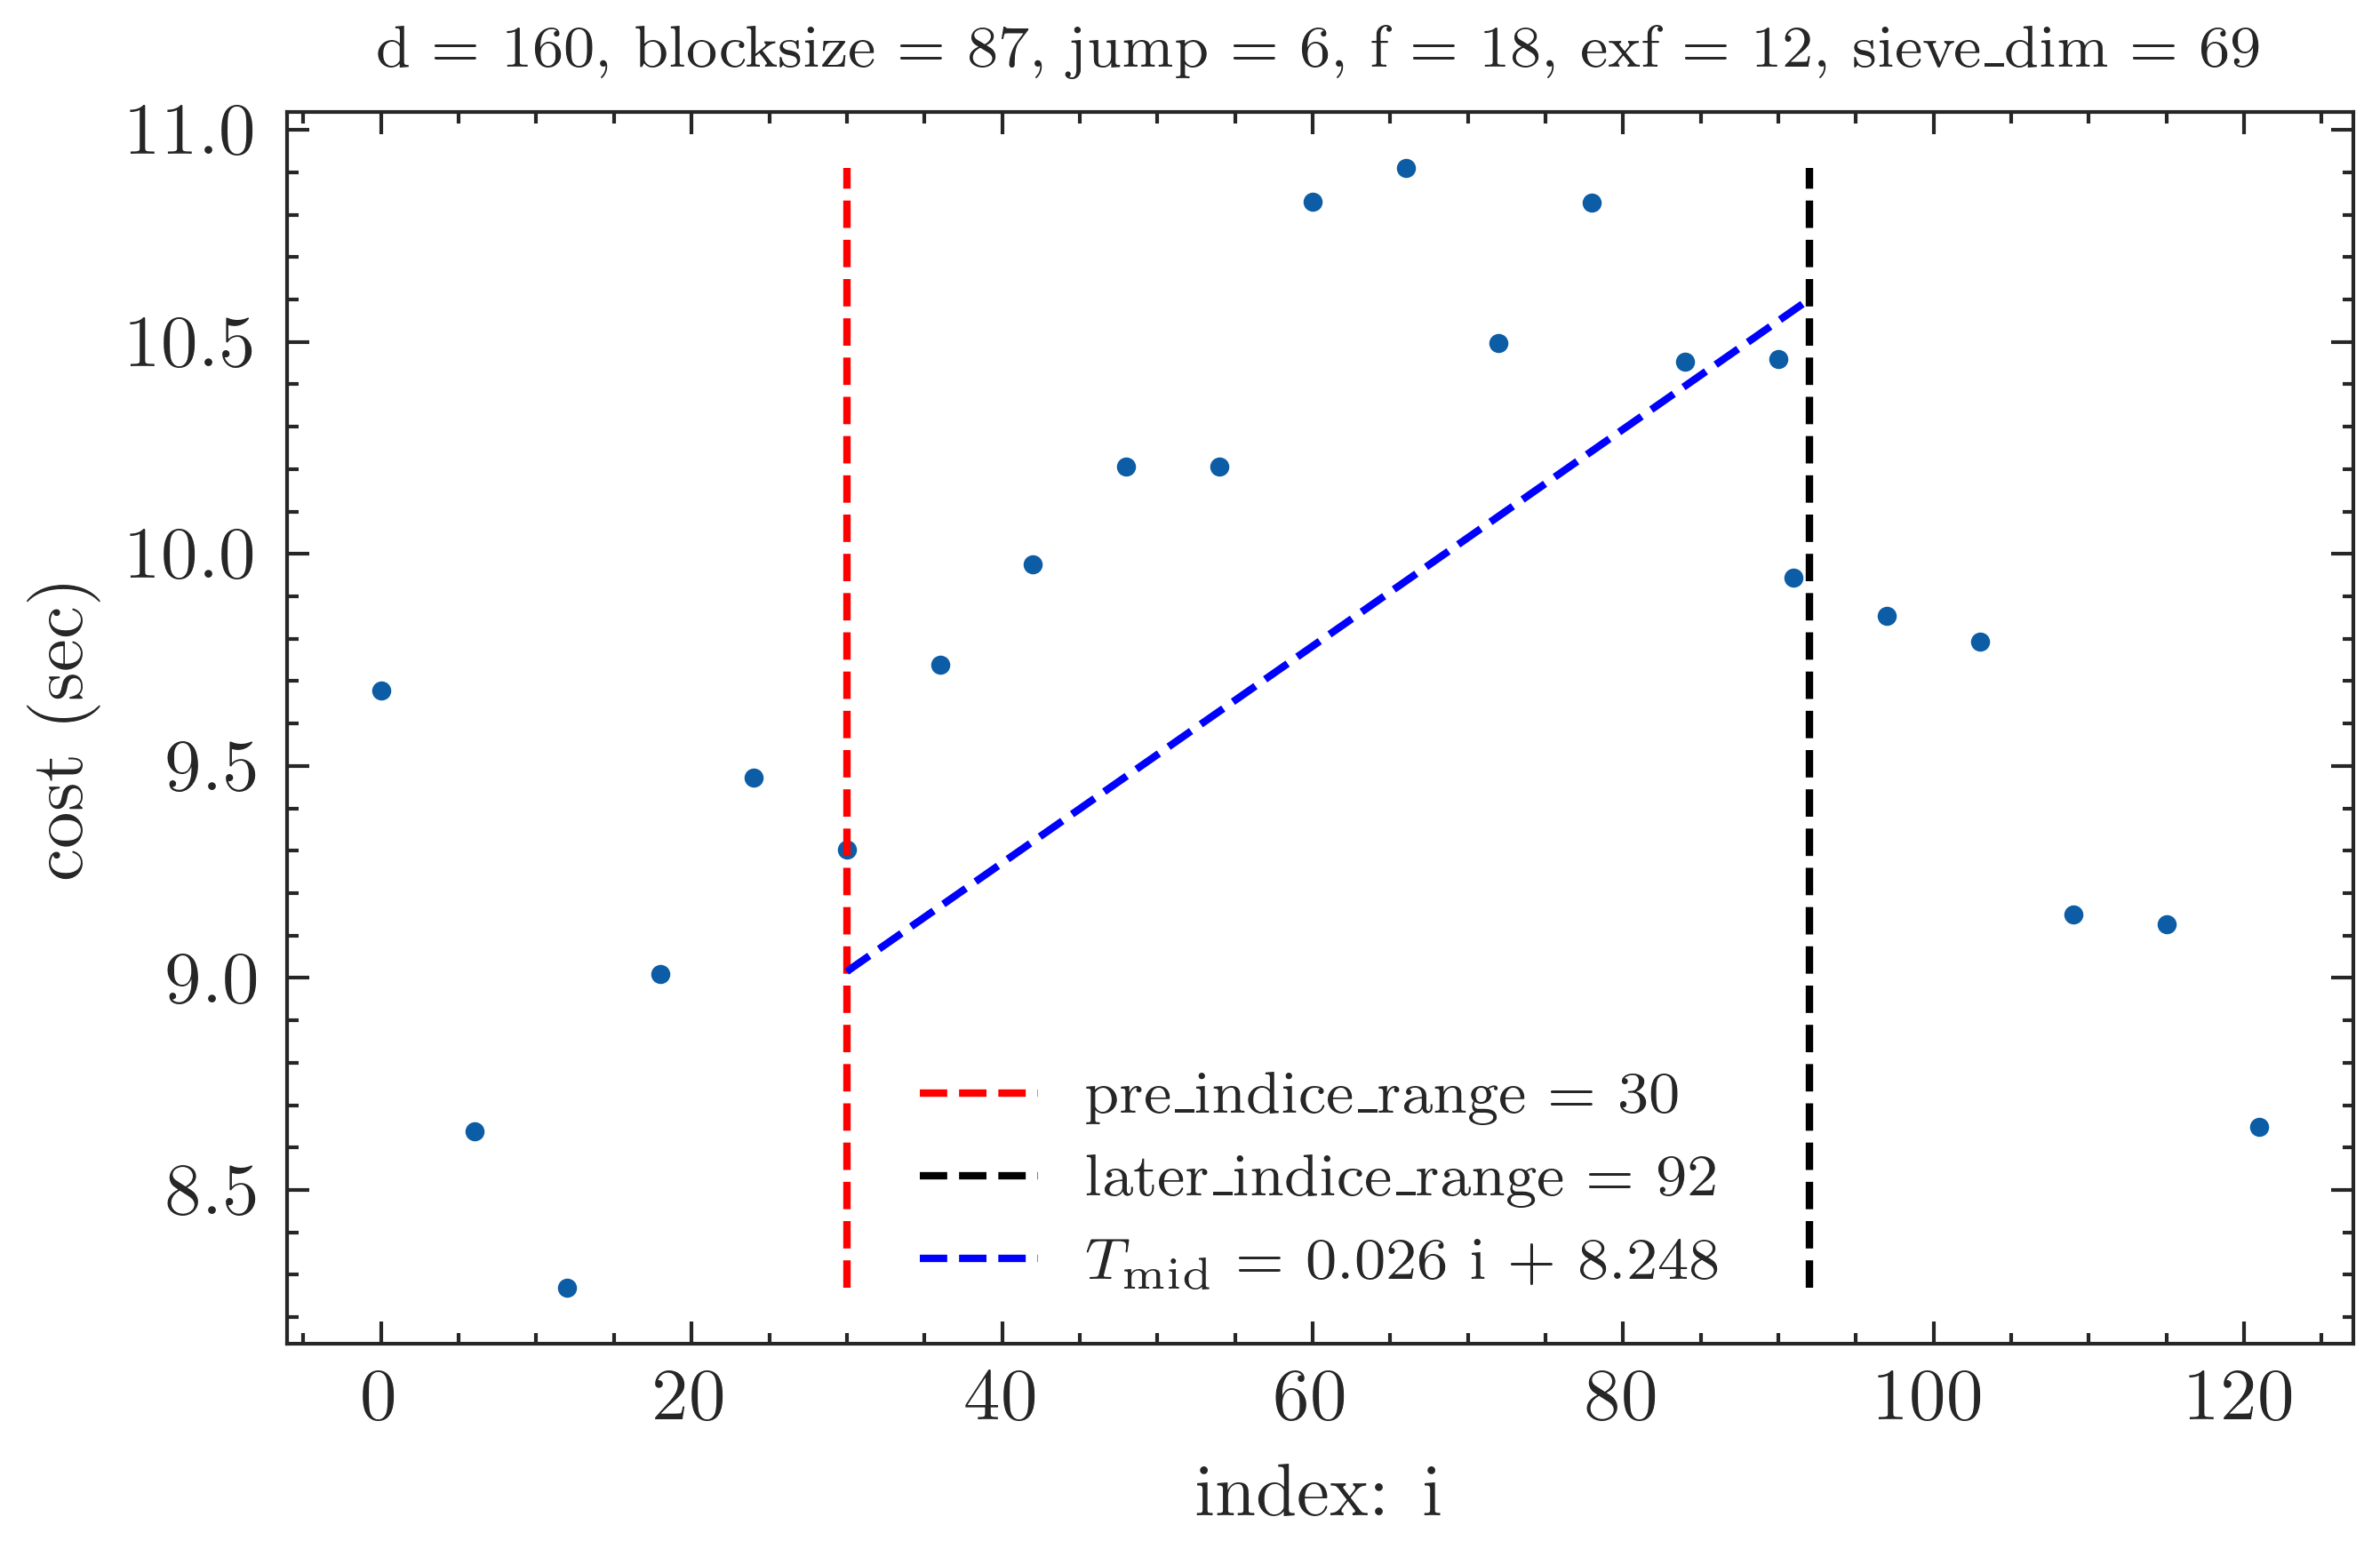 d = 160, blocksize = 87, jump = 6, f = 18, exf = 12, sieve_dim = 69
11.0
10.5
10.0
9.5
9.0
8.5
cost (sec)
pre_indice_range = 30
later_indice_range = 92
T_mid = 0.026 i + 8.248
0 20 40 60 80 100 120
index: i